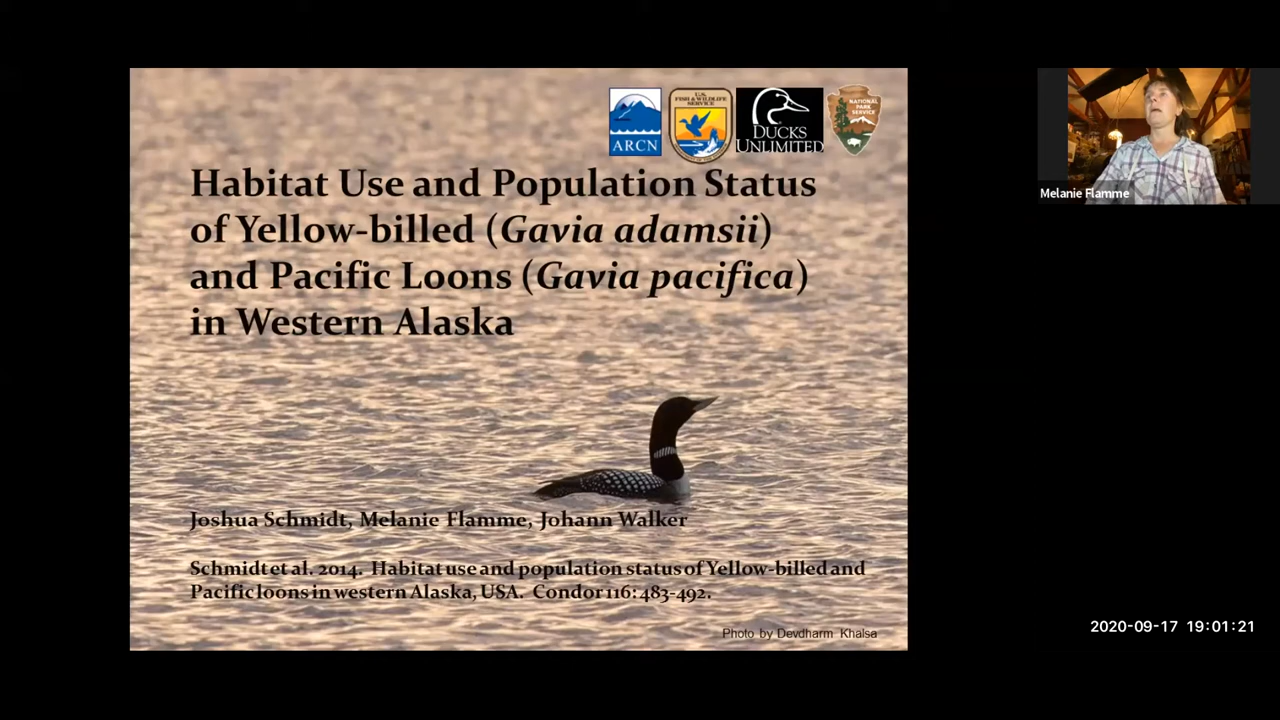 ARCN
U.S.
FISH & WILDLIFE
SERVICE
DUCKS
UNLIMITED
NATIONAL
PARK
SERVICE
Habitat Use and Population Status
of Yellow-billed (Gavia adamsii)
and Pacific Loons (Gavia pacifica)
in Western Alaska
Joshua Schmidt, Melanie Flamme, Johann Walker
Schmidt et al. 2014. Habitat use and population status of Yellow-billed and
Pacific loons in western Alaska, USA. Condor 116: 483-492.
Photo by Devdharm Khalsa
Melanie Flamme
2020-09-17 19:01:21